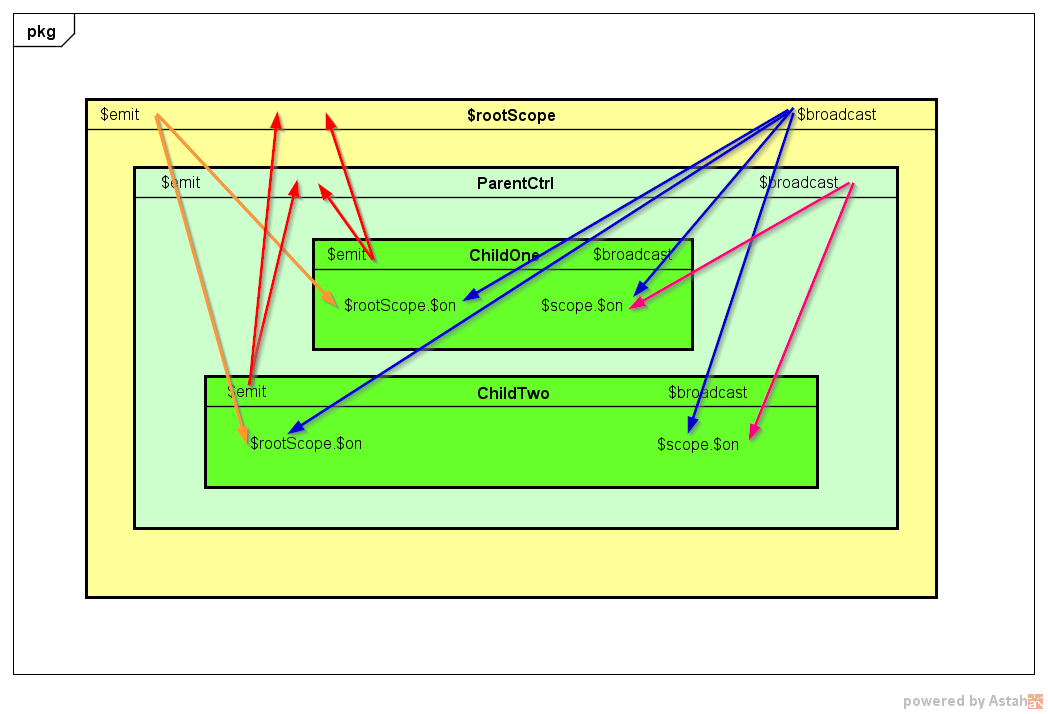 pkg
$emit $rootScope $broadcast
$emit ParentCtrl $broadcast
$emit ChildOne $broadcast
$rootScope.$on $scope.$on
$emit ChildTwo $broadcast
$rootScope.$on $scope.$on
powered by Astah